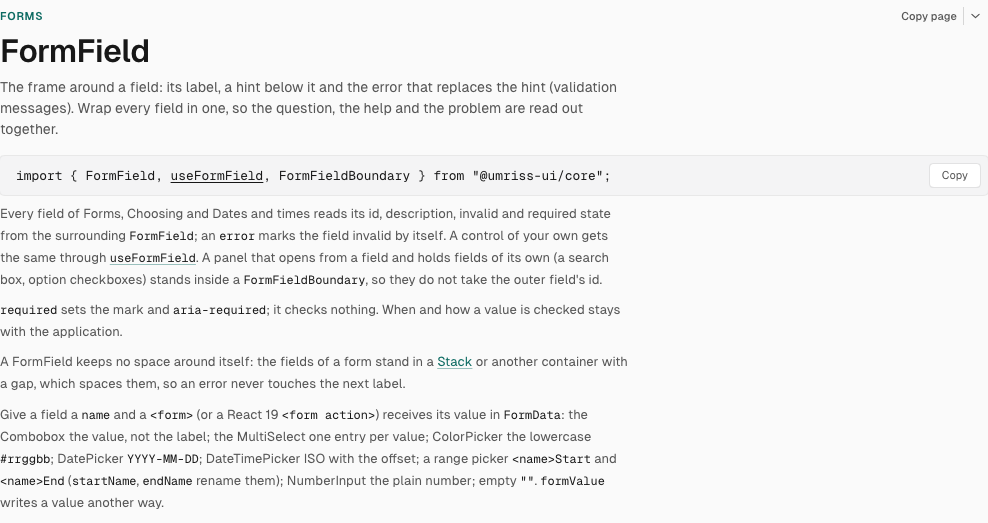 FORMS
Copy page
FormField
The frame around a field: its label, a hint below it and the error that replaces the hint (validation
messages). Wrap every field in one, so the question, the help and the problem are read out
together.
import { FormField, useFormField, FormFieldBoundary } from "@umriss-ui/core";
Copy
Every field of Forms, Choosing and Dates and times reads its id, description, invalid and required state
from the surrounding FormField; an error marks the field invalid by itself. A control of your own gets
the same through useFormField. A panel that opens from a field and holds fields of its own (a search
box, option checkboxes) stands inside a FormFieldBoundary, so they do not take the outer field's id.
required sets the mark and aria-required; it checks nothing. When and how a value is checked stays
with the application.
A FormField keeps no space around itself: the fields of a form stand in a Stack or another container with
a gap, which spaces them, so an error never touches the next label.
Give a field a name and a <form> (or a React 19 <form action>) receives its value in FormData: the
Combobox the value, not the label; the MultiSelect one entry per value; ColorPicker the lowercase
#rrggbb; DatePicker YYYY-MM-DD; DateTimePicker ISO with the offset; a range picker <name>Start and
<name>End (startName, endName rename them); NumberInput the plain number; empty "". formValue
writes a value another way.